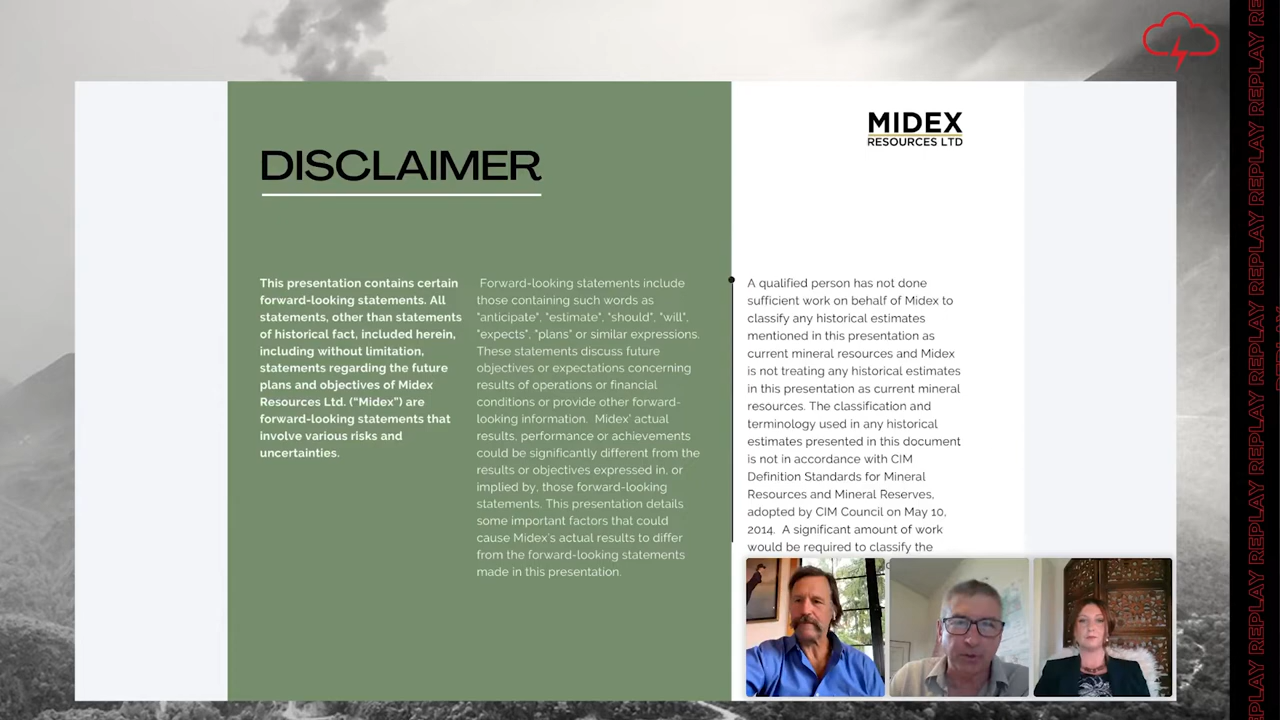 DISCLAIMER
This presentation contains certain
forward-looking statements. All
statements, other than statements
of historical fact, included herein,
including without limitation,
statements regarding the future
plans and objectives of Midex
Resources Ltd. ("Midex") are
forward-looking statements that
involve various risks and
uncertainties.
Forward-looking statements include
those containing such words as
"anticipate", "estimate", "should", "will",
"expects", "plans" or similar expressions.
These statements discuss future
objectives or expectations concerning
results of operations or financial
conditions or provide other forward-
looking information. Midex' actual
results, performance or achievements
could be significantly different from the
results or objectives expressed in, or
implied by, those forward-looking
statements. This presentation details
some important factors that could
cause Midex's actual results to differ
from the forward-looking statements
made in this presentation.
MIDEX
RESOURCES LTD
A qualified person has not done
sufficient work on behalf of Midex to
classify any historical estimates
mentioned in this presentation as
current mineral resources and Midex
is not treating any historical estimates
in this presentation as current mineral
resources. The classification and
terminology used in any historical
estimates presented in this document
is not in accordance with CIM
Definition Standards for Mineral
Resources and Mineral Reserves,
adopted by CIM Council on May 10,
2014. A significant amount of work
would be required to classify the
REPLAY REPLAY REPLAY REPLAY REPLAY REPLAY REPLAY REPLAY